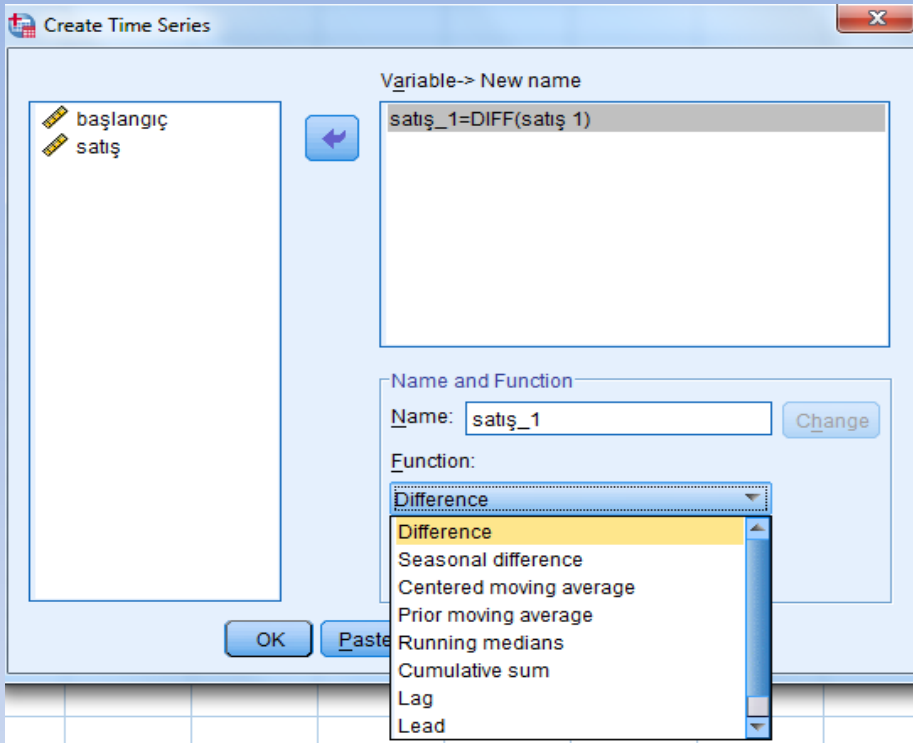 Create Time Series
Variable-> New name
başlangıç
satış
satış_1=DIFF(satış 1)
Name and Function
Name: satış_1 Change
Function:
Difference
Difference
Seasonal difference
Centered moving average
Prior moving average
Running medians
Cumulative sum
Lag
Lead
OK Paste